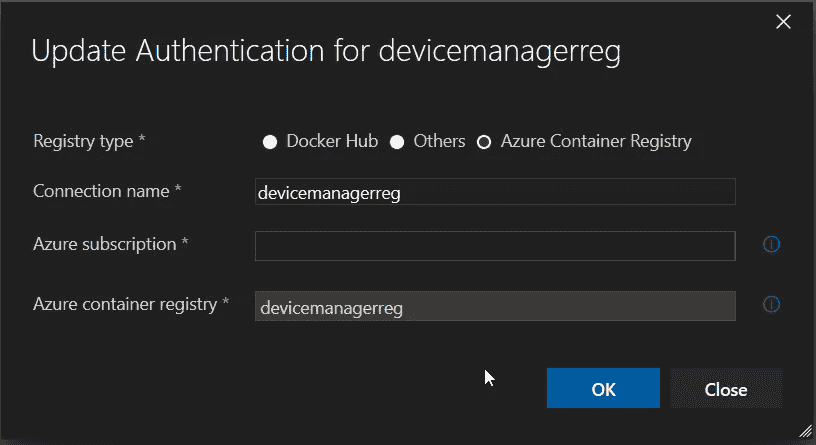 Update Authentication for devicemanagerreg
Registry type * Docker Hub Others Azure Container Registry
Connection name * devicemanagerreg
Azure subscription *
Azure container registry * devicemanagerreg
OK Close